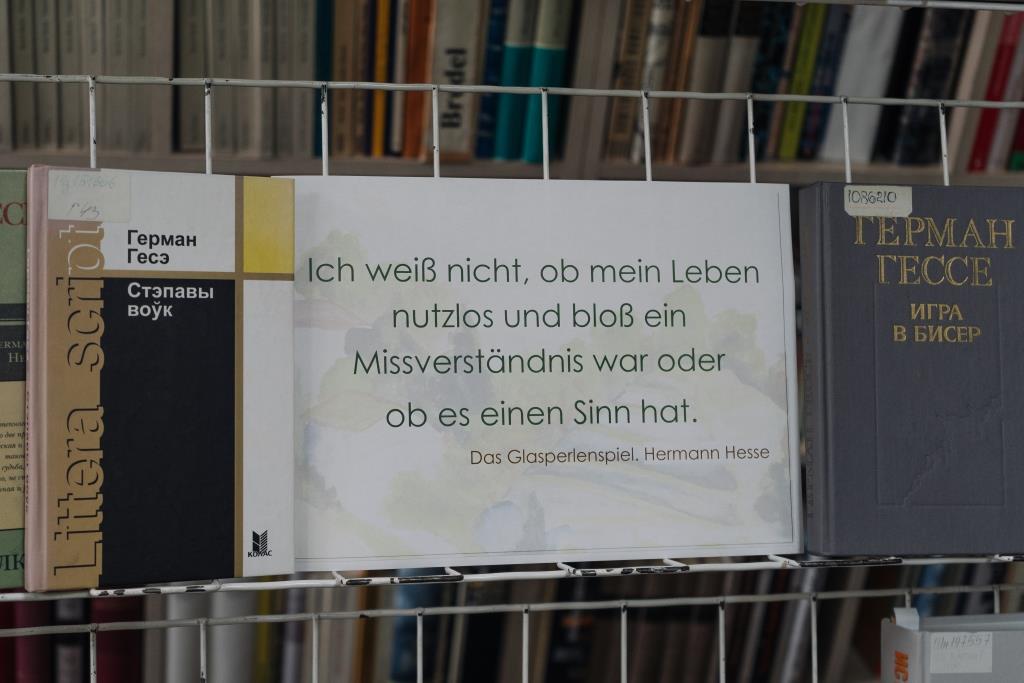 Bredel
Герман
Гесэ
Стэпавы
воўк
Littera scripta
КОЛАС
Ich weiß nicht, ob mein Leben
nutzlos und bloß ein
Missverständnis war oder
ob es einen Sinn hat.
Das Glasperlenspiel. Hermann Hesse
1086210
ГЕРМАН
ГЕССЕ
ИГРА
В БИСЕР